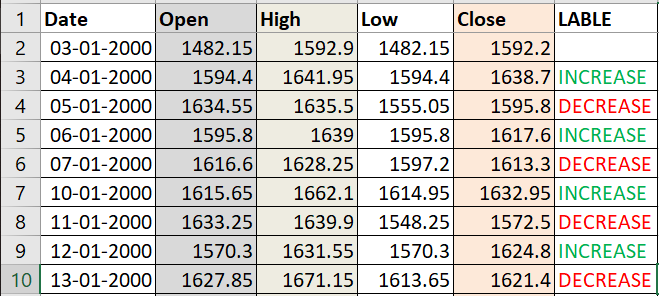 1 Date Open High Low Close LABLE
2 03-01-2000 1482.15 1592.9 1482.15 1592.2
3 04-01-2000 1594.4 1641.95 1594.4 1638.7 INCREASE
4 05-01-2000 1634.55 1635.5 1555.05 1595.8 DECREASE
5 06-01-2000 1595.8 1639 1595.8 1617.6 INCREASE
6 07-01-2000 1616.6 1628.25 1597.2 1613.3 DECREASE
7 10-01-2000 1615.65 1662.1 1614.95 1632.95 INCREASE
8 11-01-2000 1633.25 1639.9 1548.25 1572.5 DECREASE
9 12-01-2000 1570.3 1631.55 1570.3 1624.8 INCREASE
10 13-01-2000 1627.85 1671.15 1613.65 1621.4 DECREASE